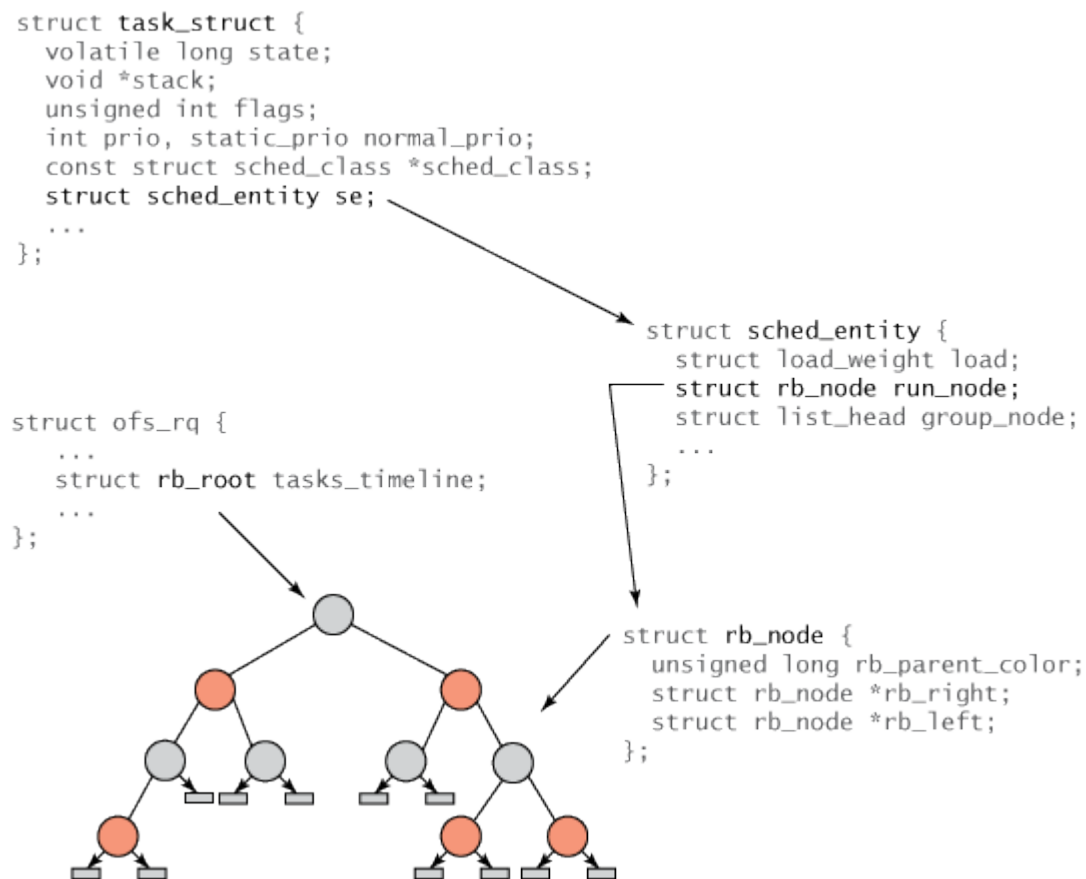 struct task_struct {
volatile long state;
void *stack;
unsigned int flags;
int prio, static_prio normal_prio;
const struct sched_class *sched_class;
struct sched_entity se;
...
};
struct sched_entity {
struct load_weight load;
struct rb_node run_node;
struct list_head group_node;
...
};
struct ofs_rq {
...
struct rb_root tasks_timeline;
...
};
struct rb_node {
unsigned long rb_parent_color;
struct rb_node *rb_right;
struct rb_node *rb_left;
};